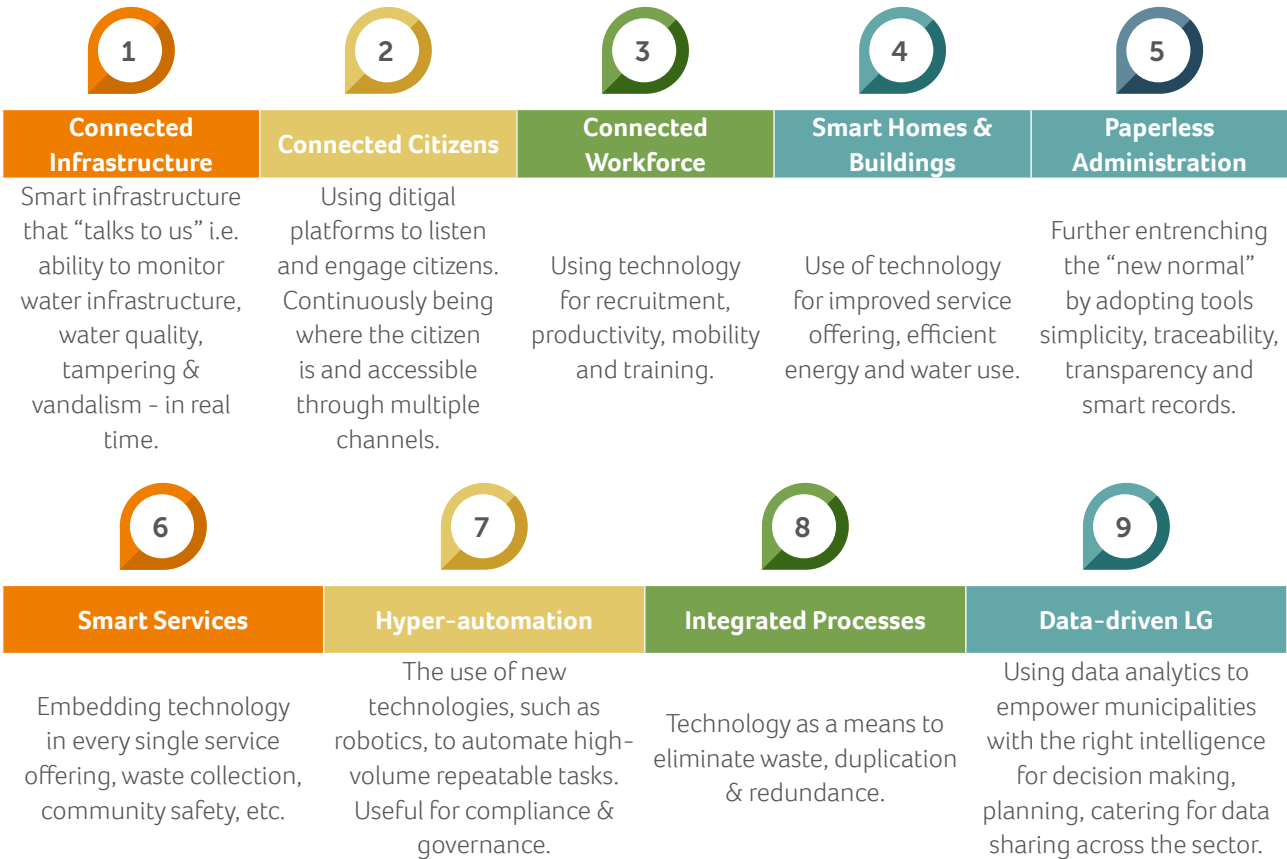 1
2
3
4
5
Connected
Infrastructure
Connected Citizens
Connected
Workforce
Smart Homes &
Buildings
Paperless
Administration
Smart infrastructure
that “talks to us” i.e.
ability to monitor
water infrastructure,
water quality,
tampering &
vandalism - in real
time.
Using ditigal
platforms to listen
and engage citizens.
Continuously being
where the citizen
is and accessible
through multiple
channels.
Using technology
for recruitment,
productivity, mobility
and training.
Use of technology
for improved service
offering, efficient
energy and water use.
Further entrenching
the “new normal”
by adopting tools
simplicity, traceability,
transparency and
smart records.
6
7
8
9
Smart Services
Hyper-automation
Integrated Processes
Data-driven LG
Embedding technology
in every single service
offering, waste collection,
community safety, etc.
The use of new
technologies, such as
robotics, to automate high-
volume repeatable tasks.
Useful for compliance &
governance.
Technology as a means to
eliminate waste, duplication
& redundance.
Using data analytics to
empower municipalities
with the right intelligence
for decision making,
planning, catering for data
sharing across the sector.